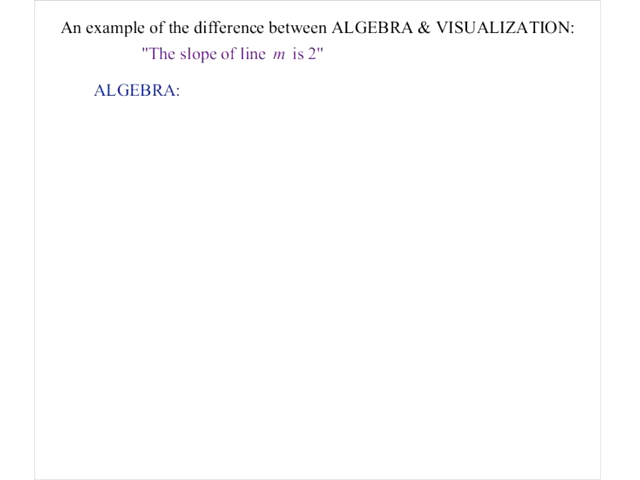 An example of the difference between ALGEBRA & VISUALIZATION:
"The slope of line m is 2"
ALGEBRA: